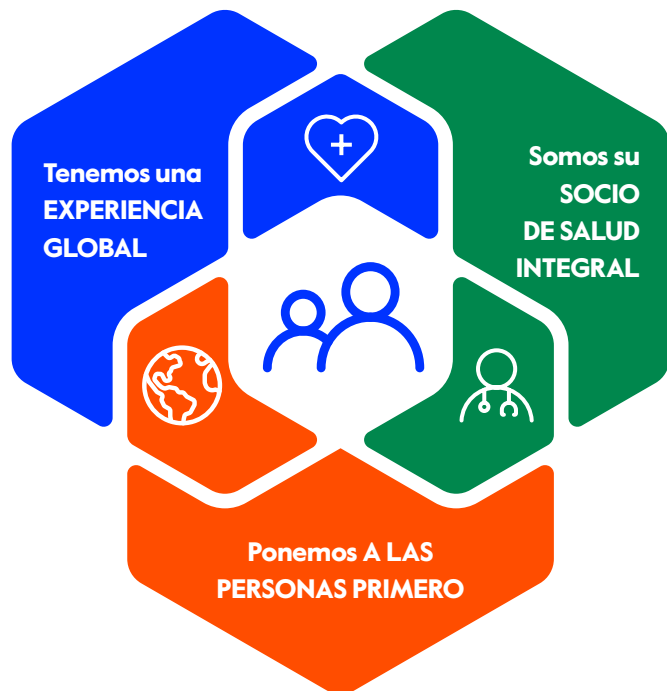 Tenemos una
EXPERIENCIA
GLOBAL
Somos su
SOCIO
DE SALUD
INTEGRAL
Ponemos A LAS
PERSONAS PRIMERO